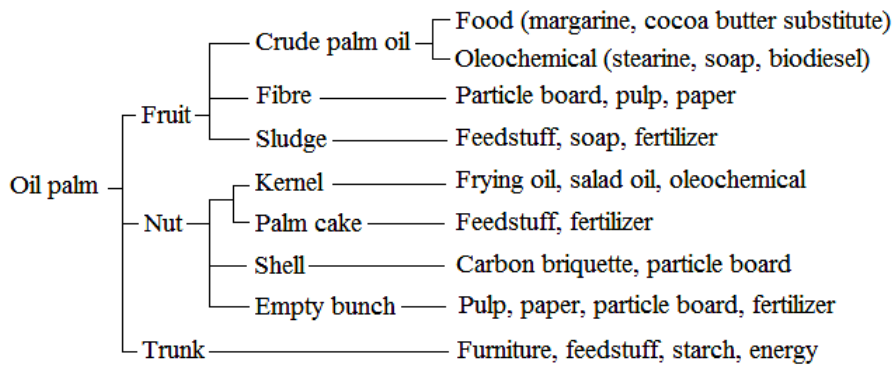 Food (margarine, cocoa butter substitute)
Crude palm oil
Oleochemical (stearine, soap, biodiesel)
Fibre Particle board, pulp, paper
Fruit
Sludge Feedstuff, soap, fertilizer
Oil palm
Kernel Frying oil, salad oil, oleochemical
Nut Palm cake Feedstuff, fertilizer
Shell Carbon briquette, particle board
Empty bunch Pulp, paper, particle board, fertilizer
Trunk Furniture, feedstuff, starch, energy